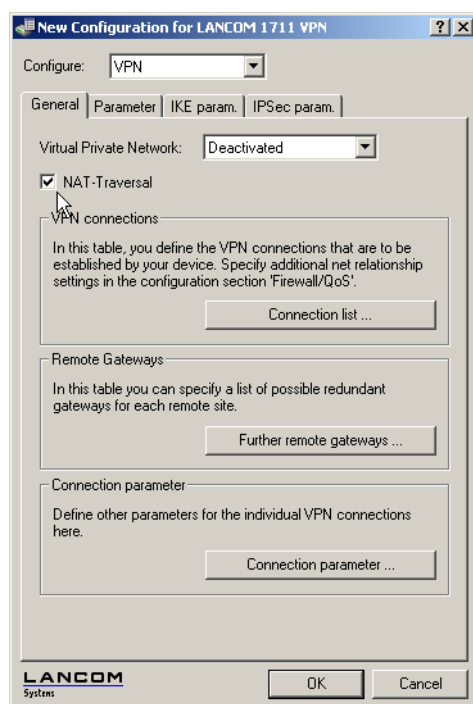 New Configuration for LANCOM 1711 VPN
Configure: VPN
General Parameter IKE param. IPSec param.
Virtual Private Network: Deactivated
NAT-Traversal
VPN connections
In this table, you define the VPN connections that are to be
established by your device. Specify additional net relationship
settings in the configuration section 'Firewall/QoS'.
Connection list ...
Remote Gateways
In this table you can specify a list of possible redundant
gateways for each remote site.
Further remote gateways ...
Connection parameter
Define other parameters for the individual VPN connections
here.
Connection parameter ...
LANCOM
Systems
OK Cancel